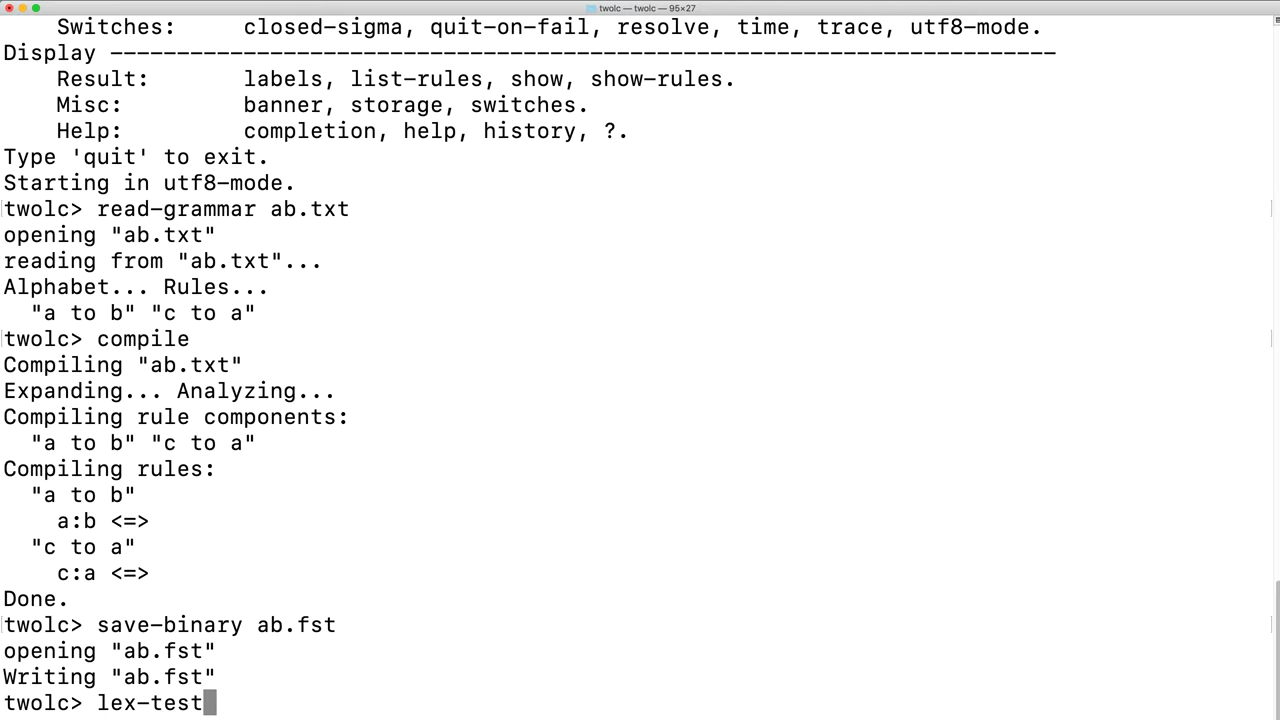 twolc — twolc — 95×27
Switches: closed-sigma, quit-on-fail, resolve, time, trace, utf8-mode.
Display -----------------------------------------------------------------------
Result: labels, list-rules, show, show-rules.
Misc: banner, storage, switches.
Help: completion, help, history, ?.
Type 'quit' to exit.
Starting in utf8-mode.
twolc> read-grammar ab.txt
opening "ab.txt"
reading from "ab.txt"...
Alphabet... Rules...
"a to b" "c to a"
twolc> compile
Compiling "ab.txt"
Expanding... Analyzing...
Compiling rule components:
"a to b" "c to a"
Compiling rules:
"a to b"
a:b <=>
"c to a"
c:a <=>
Done.
twolc> save-binary ab.fst
opening "ab.fst"
Writing "ab.fst"
twolc> lex-test